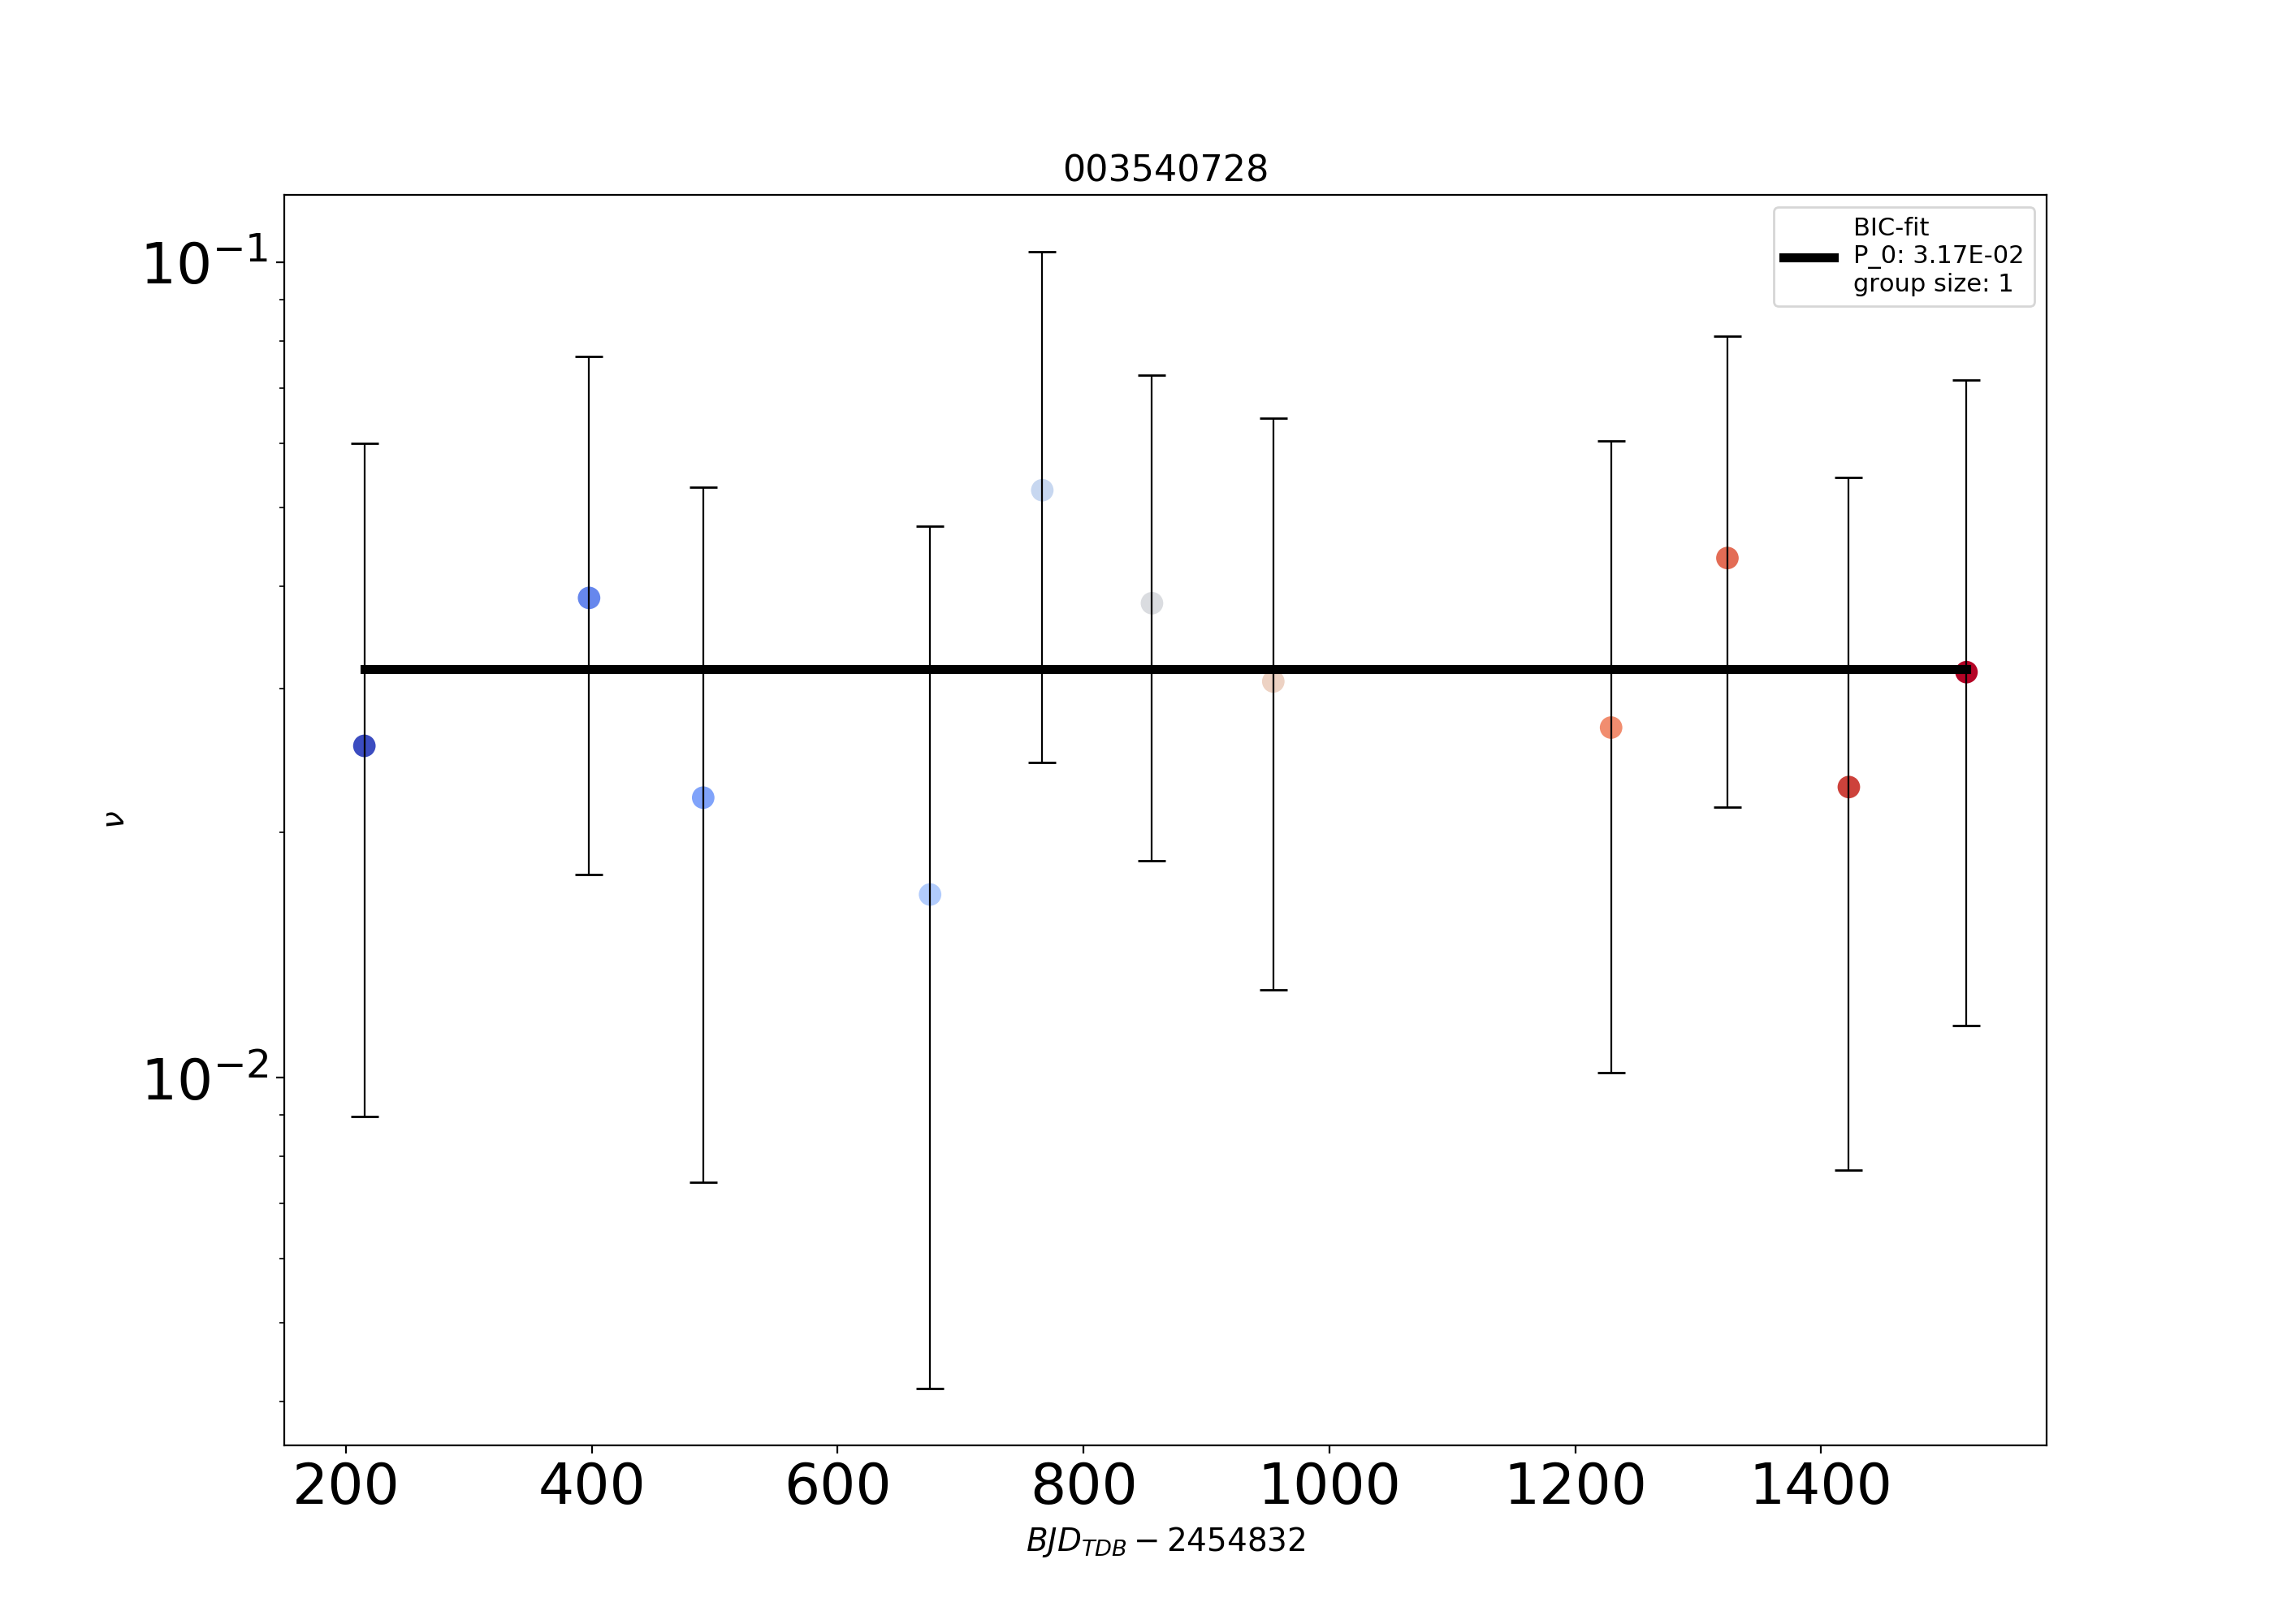 003540728
BIC-fit
P_0: 3.17E-02
group size: 1
10⁻¹
10⁻²
ν
200 400 600 800 1000 1200 1400
BJD_TDB − 2454832